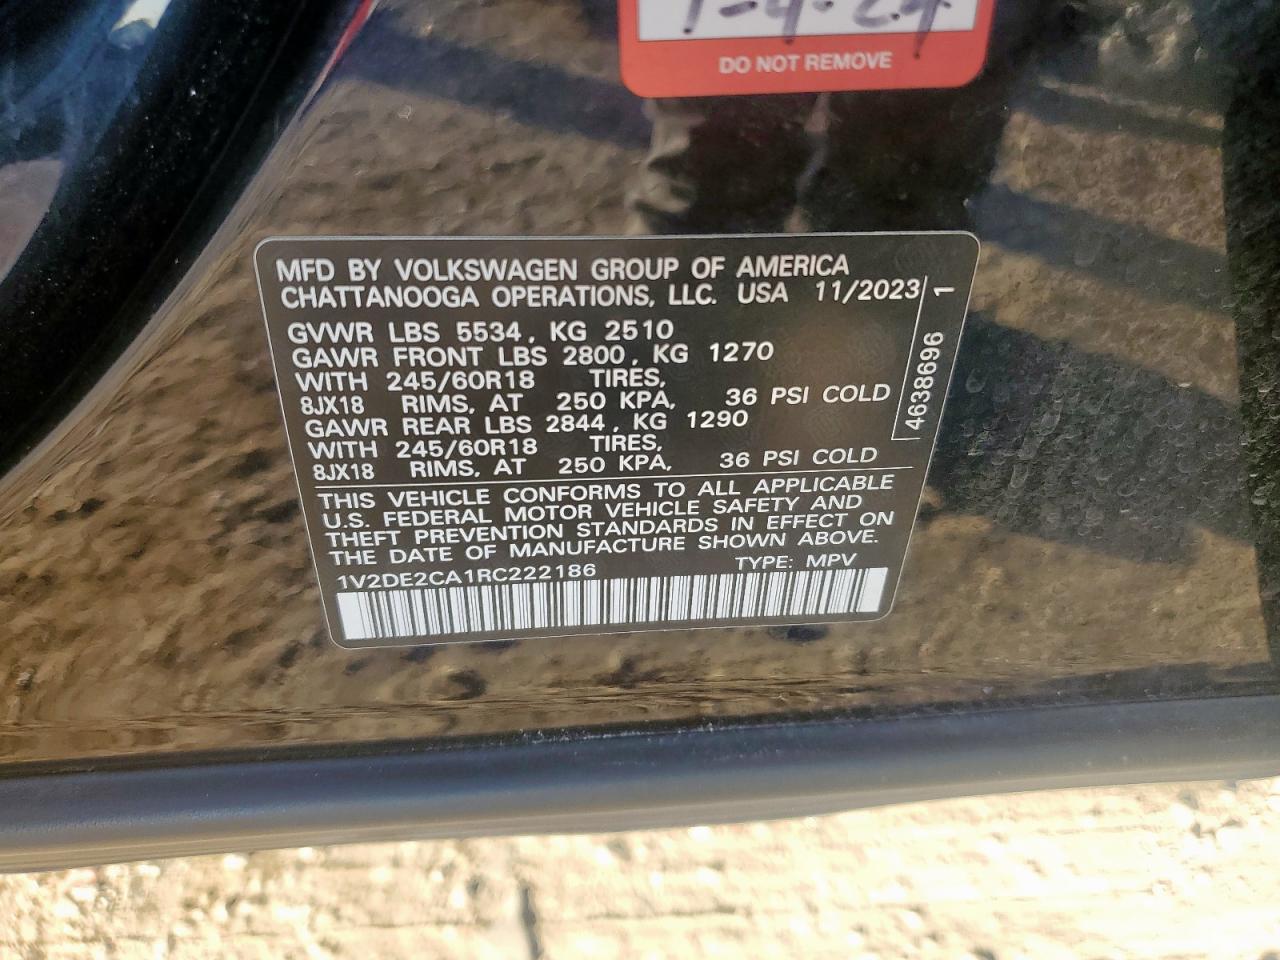 1-4-24
DO NOT REMOVE
MFD BY VOLKSWAGEN GROUP OF AMERICA
CHATTANOOGA OPERATIONS, LLC. USA 11/2023
GVWR LBS 5534, KG 2510
GAWR FRONT LBS 2800, KG 1270
WITH 245/60R18 TIRES,
8JX18 RIMS, AT 250 KPA, 36 PSI COLD
GAWR REAR LBS 2844, KG 1290
WITH 245/60R18 TIRES,
8JX18 RIMS, AT 250 KPA, 36 PSI COLD
4638696 1
THIS VEHICLE CONFORMS TO ALL APPLICABLE
U.S. FEDERAL MOTOR VEHICLE SAFETY AND
THEFT PREVENTION STANDARDS IN EFFECT ON
THE DATE OF MANUFACTURE SHOWN ABOVE.
1V2DE2CA1RC222186 TYPE: MPV